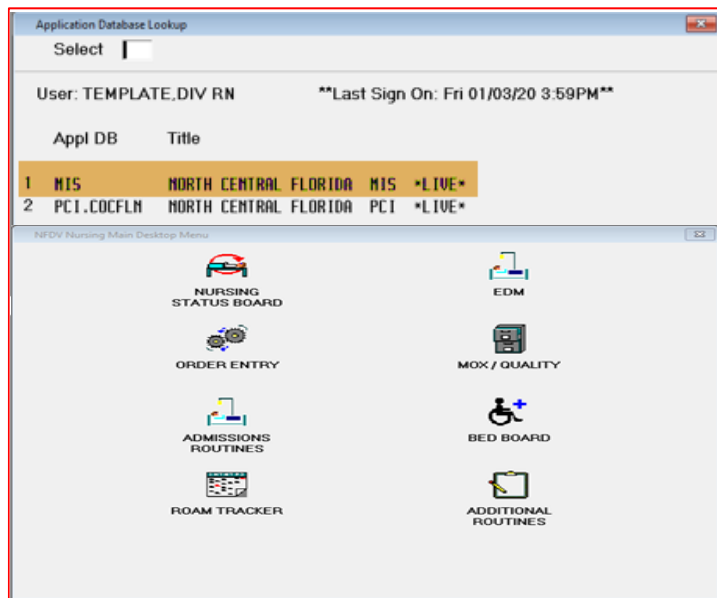 Application Database Lookup
Select
User: TEMPLATE,DIV RN **Last Sign On: Fri 01/03/20 3:59PM**
Appl DB Title
1 MIS NORTH CENTRAL FLORIDA MIS *LIVE*
2 PCI.COCFLN NORTH CENTRAL FLORIDA PCI *LIVE*
NFDV Nursing Main Desktop Menu
NURSING
STATUS BOARD
EDM
ORDER ENTRY
MOX / QUALITY
ADMISSIONS
ROUTINES
BED BOARD
ROAM TRACKER
ADDITIONAL
ROUTINES